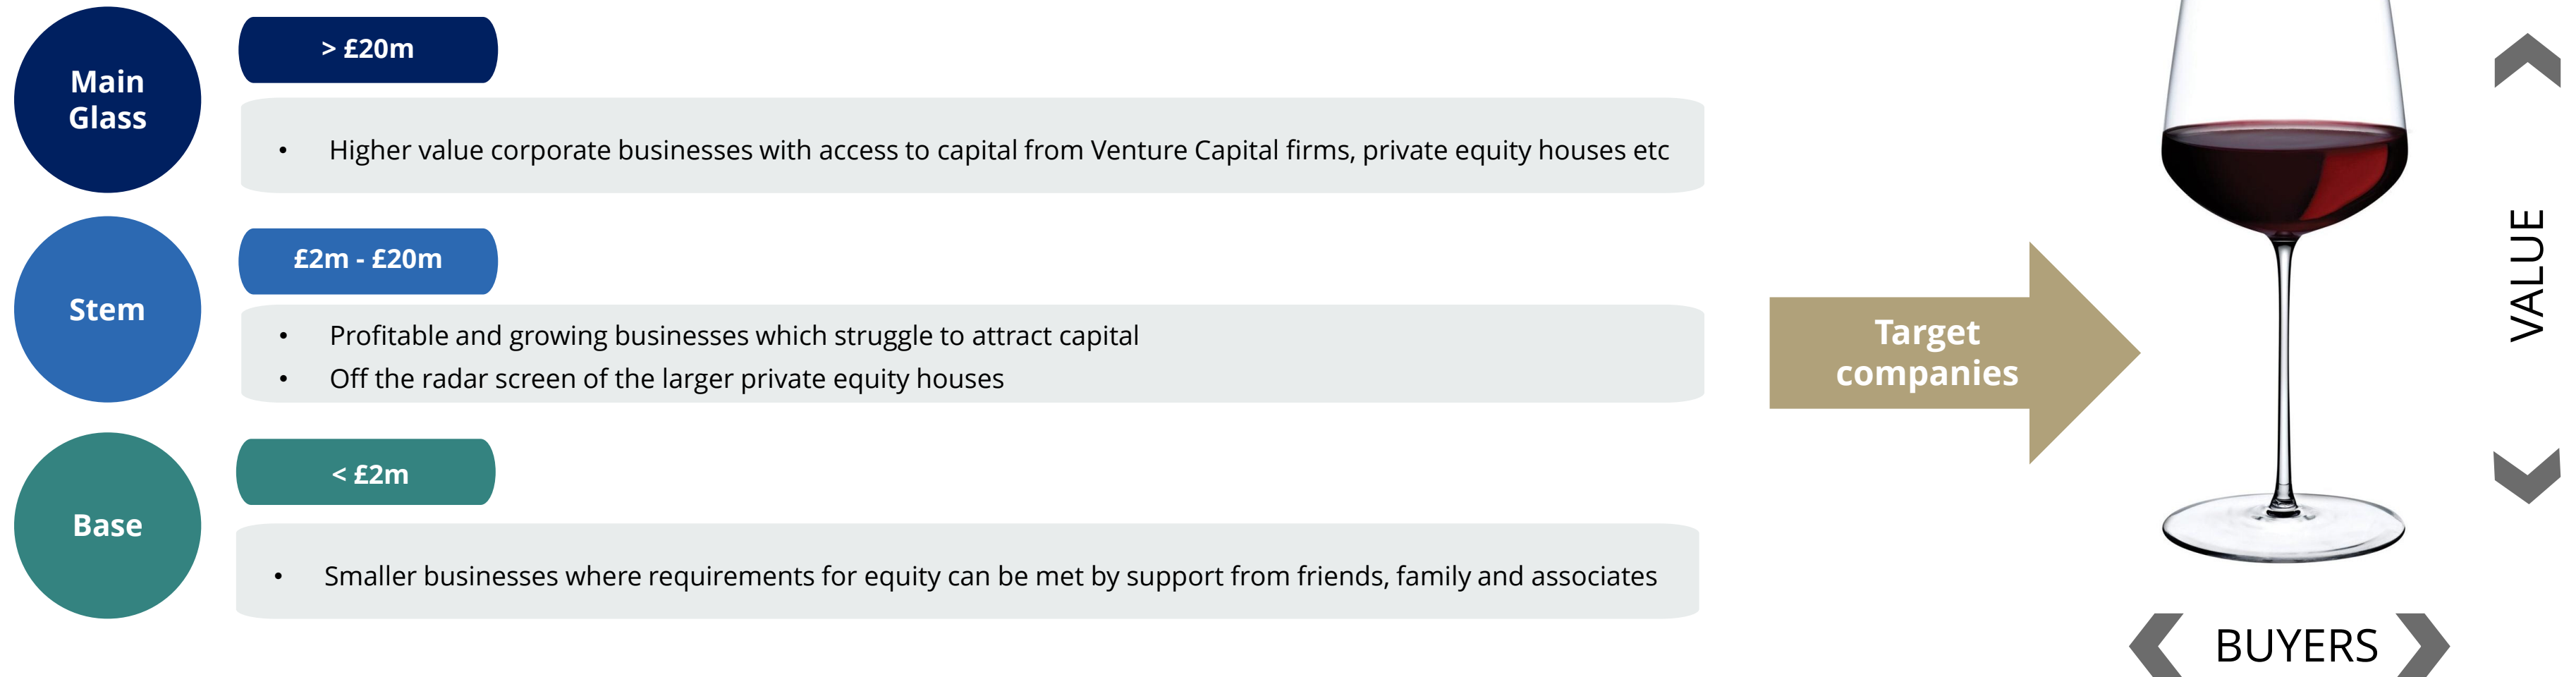 Main
Glass
> £20m
• Higher value corporate businesses with access to capital from Venture Capital firms, private equity houses etc
Stem
£2m - £20m
• Profitable and growing businesses which struggle to attract capital
• Off the radar screen of the larger private equity houses
Base
< £2m
• Smaller businesses where requirements for equity can be met by support from friends, family and associates
Target
companies
VALUE
BUYERS